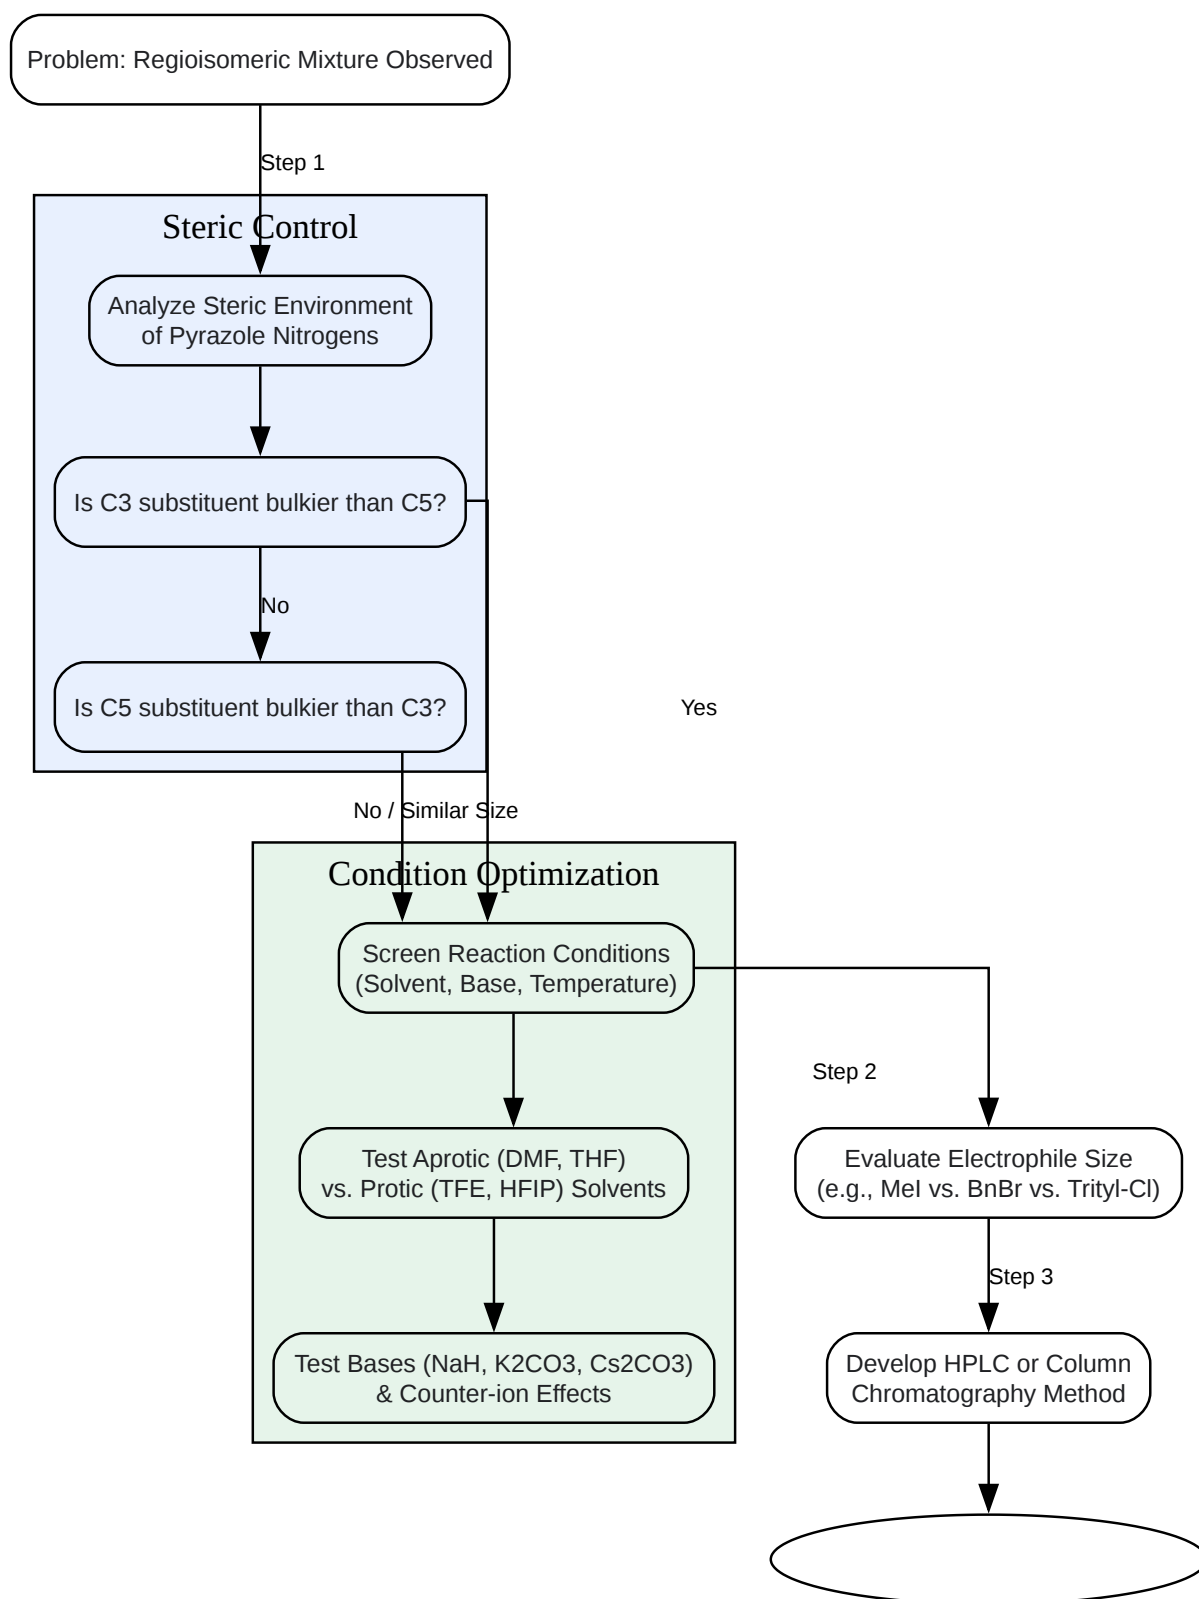 Problem: Regioisomeric Mixture Observed
Step 1
Steric Control
Analyze Steric Environment
of Pyrazole Nitrogens
Is C3 substituent bulkier than C5?
No
Is C5 substituent bulkier than C3?
Yes
No / Similar Size
Condition Optimization
Screen Reaction Conditions
(Solvent, Base, Temperature)
Step 2
Test Aprotic (DMF, THF)
vs. Protic (TFE, HFIP) Solvents
Evaluate Electrophile Size
(e.g., MeI vs. BnBr vs. Trityl-Cl)
Step 3
Test Bases (NaH, K2CO3, Cs2CO3)
& Counter-ion Effects
Develop HPLC or Column
Chromatography Method